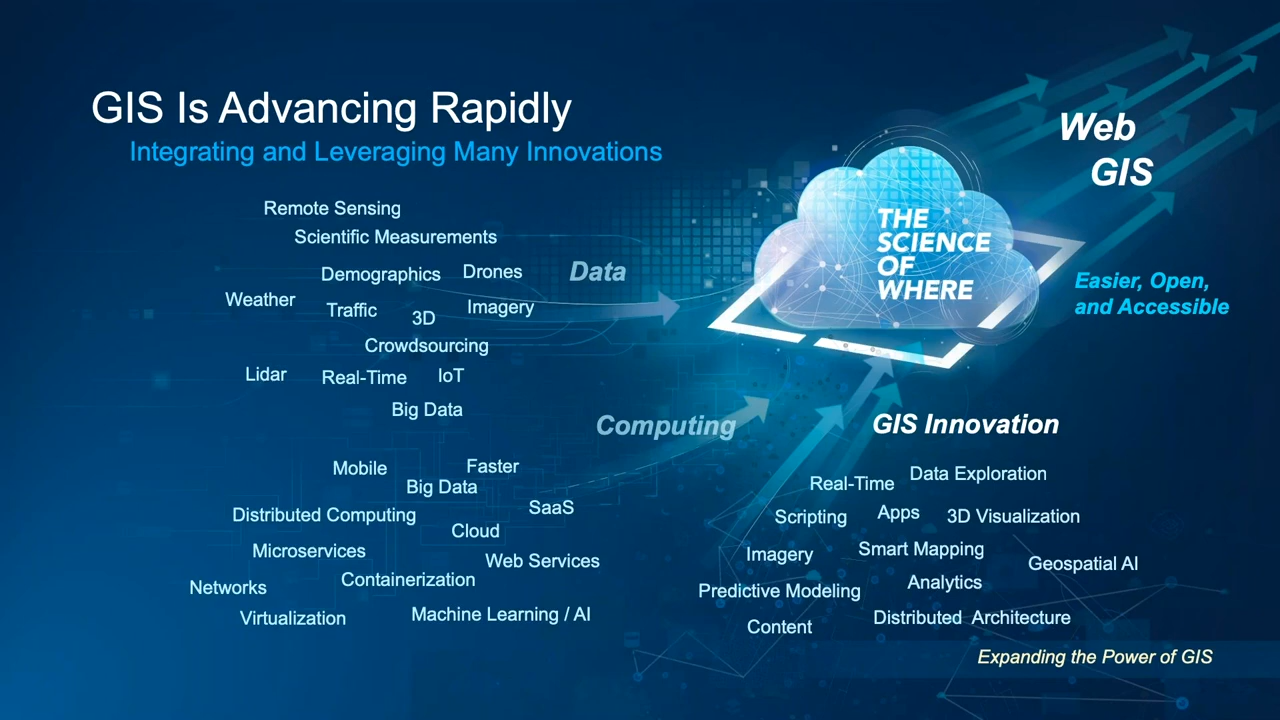 GIS Is Advancing Rapidly
Integrating and Leveraging Many Innovations
Remote Sensing
Scientific Measurements
Demographics
Drones
Weather
Traffic
3D
Imagery
Crowdsourcing
Lidar
Real-Time
IoT
Big Data
Data
Mobile
Faster
Big Data
SaaS
Distributed Computing
Cloud
Microservices
Web Services
Networks
Containerization
Virtualization
Machine Learning / AI
Computing
THE
SCIENCE
OF
WHERE
Web
GIS
Easier, Open,
and Accessible
GIS Innovation
Real-Time
Data Exploration
Scripting
Apps
3D Visualization
Imagery
Smart Mapping
Geospatial AI
Predictive Modeling
Analytics
Content
Distributed Architecture
Expanding the Power of GIS